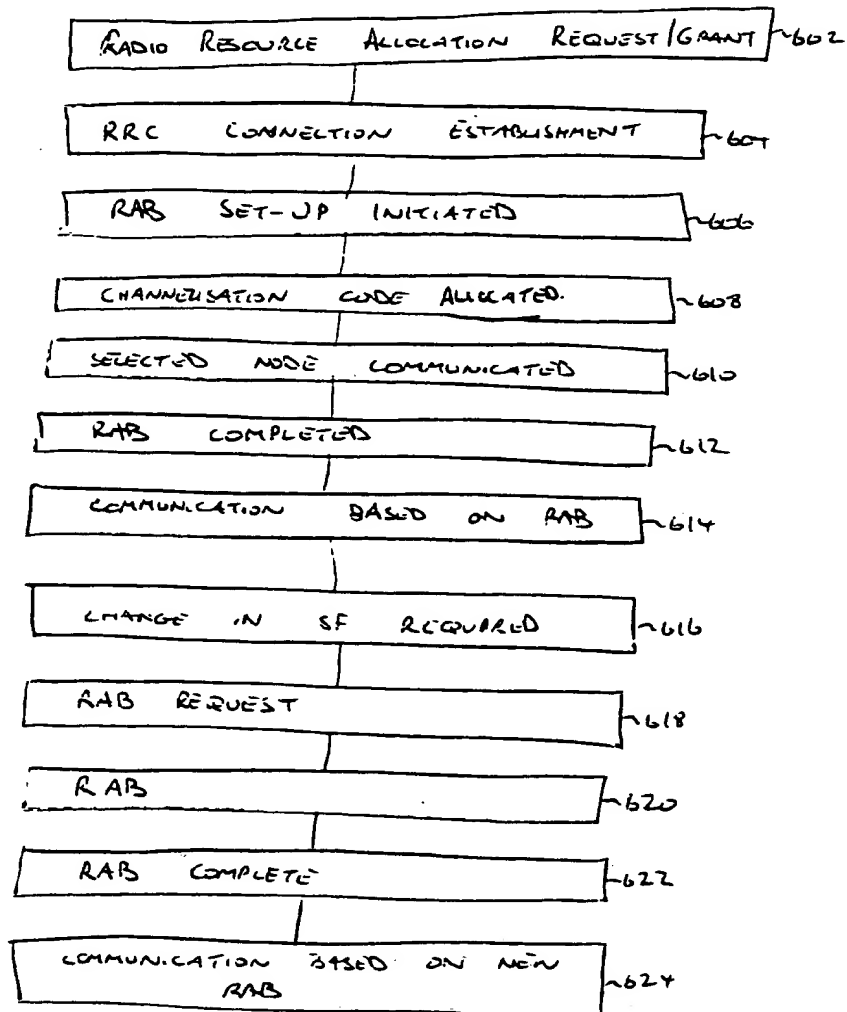 RADIO RESOURCE ALLOCATION REQUEST/GRANT 602
RRC CONNECTION ESTABLISHMENT 604
RAB SET-UP INITIATED 606
CHANNELISATION CODE ALLOCATED. 608
SELECTED NODE COMMUNICATED 610
RAB COMPLETED 612
COMMUNICATION BASED ON RAB 614
CHANGE IN SF REQUIRED 616
RAB REQUEST 618
RAB 620
RAB COMPLETE 622
COMMUNICATION BASED ON NEW
RAB 624